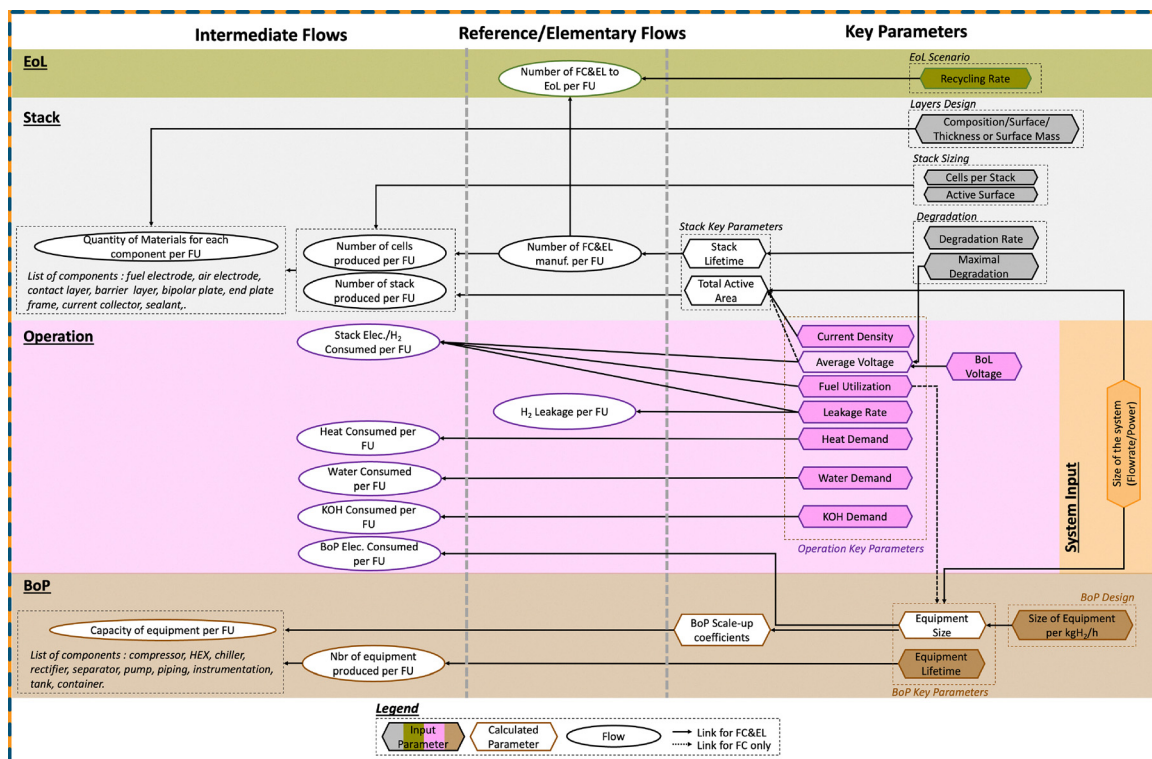 Intermediate Flows
Reference/Elementary Flows
Key Parameters
EoL
Number of FC&EL to
EoL per FU
EoL Scenario
Recycling Rate
Stack
Layers Design
Composition/Surface/
Thickness or Surface Mass
Stack Sizing
Cells per Stack
Active Surface
Degradation
Degradation Rate
Maximal
Degradation
Quantity of Materials for each
component per FU
List of components : fuel electrode, air electrode,
contact layer, barrier layer, bipolar plate, end plate
frame, current collector, sealant,.
Number of cells
produced per FU
Number of stack
produced per FU
Number of FC&EL
manuf. per FU
Stack Key Parameters
Stack
Lifetime
Total Active
Area
Operation
Stack Elec./H2
Consumed per FU
Current Density
Average Voltage
BoL
Voltage
Fuel Utilization
H2 Leakage per FU
Leakage Rate
Heat Consumed per
FU
Heat Demand
Water Consumed
per FU
Water Demand
KOH Consumed per
FU
KOH Demand
BoP Elec. Consumed
per FU
Operation Key Parameters
System Input
Size of the system
(Flowrate/Power)
BoP
BoP Design
Capacity of equipment per FU
BoP Scale-up
coefficients
Equipment
Size
Size of Equipment
per kgH2/h
List of components : compressor, HEX, chiller,
rectifier, separator, pump, piping, instrumentation,
tank, container.
Nbr of equipment
produced per FU
Equipment
Lifetime
BoP Key Parameters
Legend
Input
Parameter
Calculated
Parameter
Flow
Link for FC&EL
Link for FC only